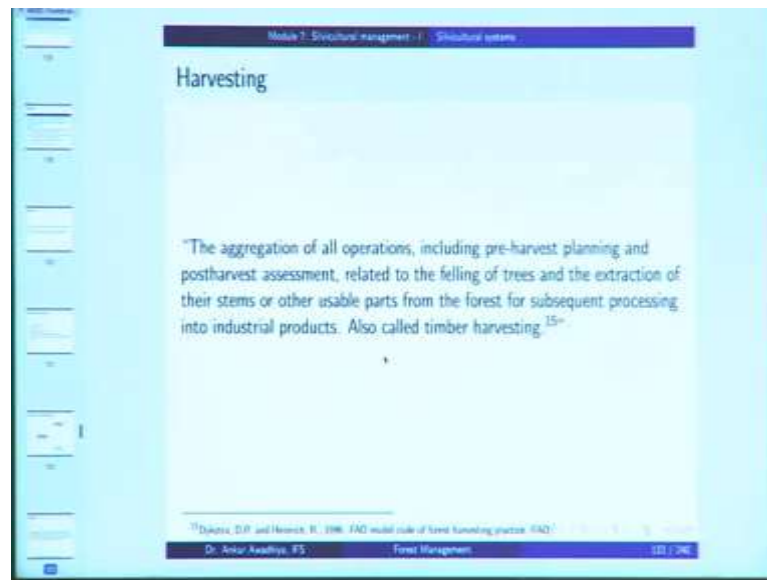 Module 7: Silvicultural management - I Silvicultural systems
Harvesting
"The aggregation of all operations, including pre-harvest planning and
postharvest assessment, related to the felling of trees and the extraction of
their stems or other usable parts from the forest for subsequent processing
into industrial products. Also called timber harvesting.15"
15Dykstra, D.P. and Heinrich, R., 1996. FAO model code of forest harvesting practice. FAO
Dr. Ankur Awadhiya, IFS Forest Management